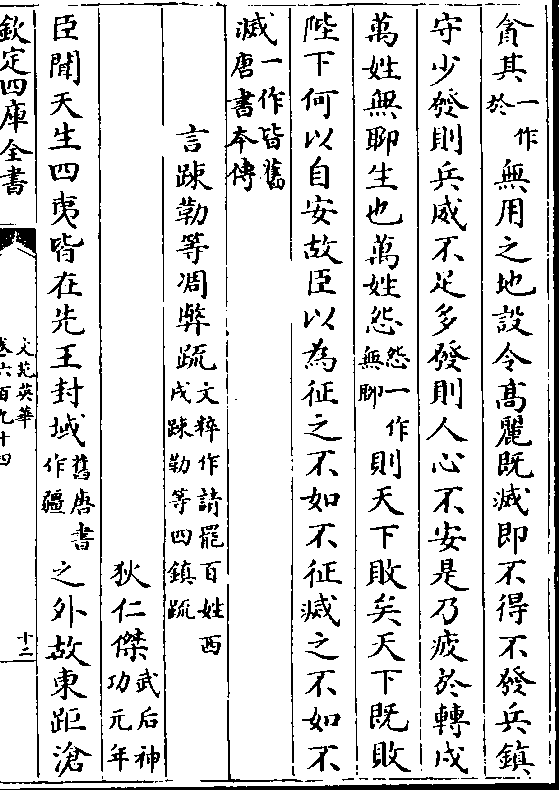 貪其一作於無用之地設令高麗既滅即不得不發兵鎮
守少發則兵威不足多發則人心不安是乃疲於轉戍
萬姓無聊生也萬姓怨怨一作無聊則天下敗矣天下既敗
陛下何以自安故臣以為征之不如不征滅之不如不
滅一作皆舊唐書本傳
言疎勒等凋弊疏文粹作請罷百姓西戍疎勒等四鎮疏
狄仁傑武后神功元年
臣聞天生四夷皆在先王封域舊唐書作疆之外故東距滄
欽定四庫全書
文苑英華
卷六百九十四
十二